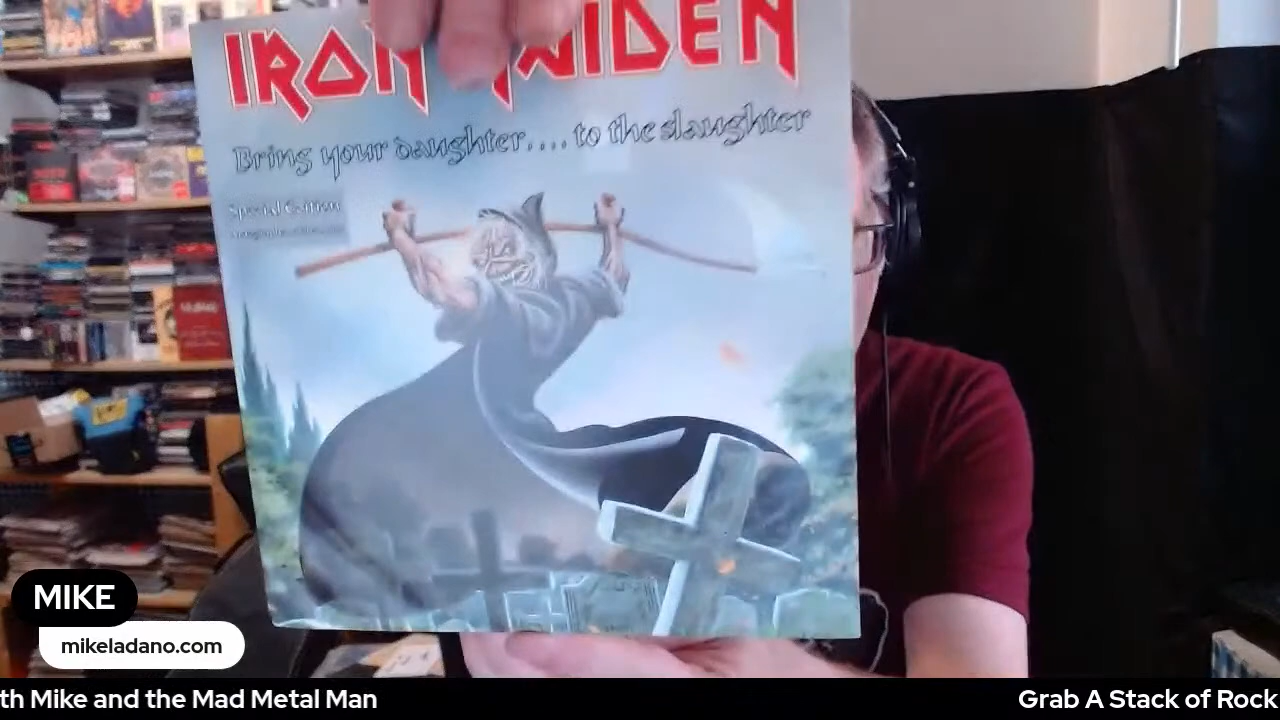 IRON MAIDEN
Bring your daughter.... to the slaughter
Special Edition
MIKE
mikeladano.com
th Mike and the Mad Metal Man
Grab A Stack of Rock